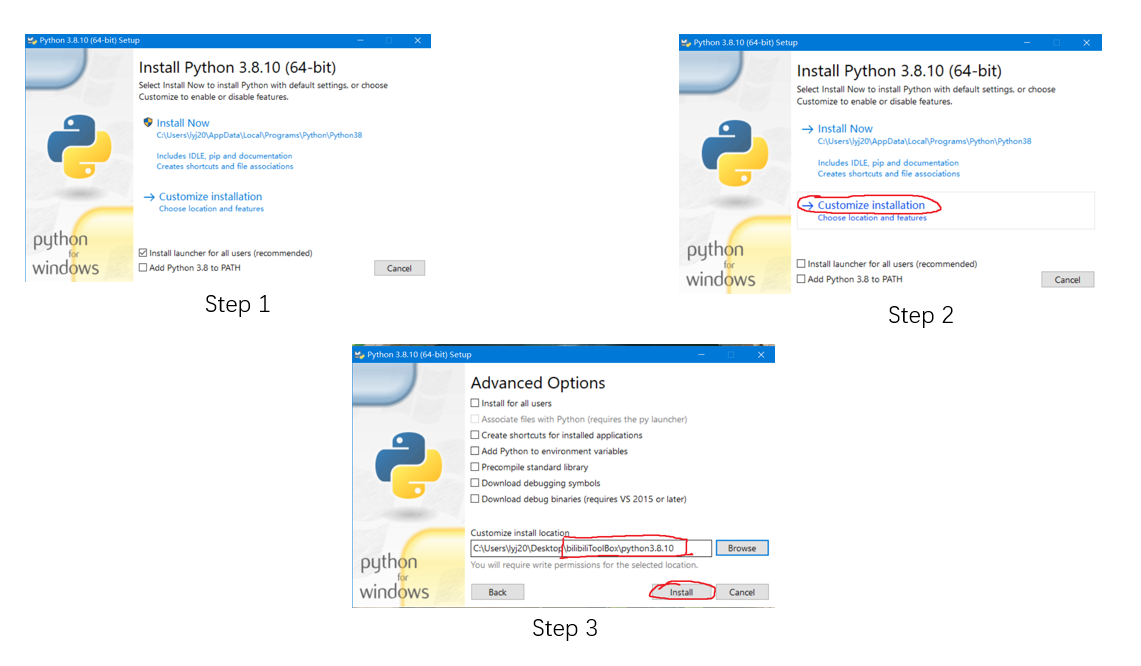 Python 3.8.10 (64-bit) Setup
Install Python 3.8.10 (64-bit)
Select Install Now to install Python with default settings, or choose
Customize to enable or disable features.
Install Now
C:\Users\lyj20\AppData\Local\Programs\Python\Python38
Includes IDLE, pip and documentation
Creates shortcuts and file associations
Customize installation
Choose location and features
python
for
windows
Install launcher for all users (recommended)
Add Python 3.8 to PATH
Cancel
Step 1
Python 3.8.10 (64-bit) Setup
Install Python 3.8.10 (64-bit)
Select Install Now to install Python with default settings, or choose
Customize to enable or disable features.
Install Now
C:\Users\lyj20\AppData\Local\Programs\Python\Python38
Includes IDLE, pip and documentation
Creates shortcuts and file associations
Customize installation
Choose location and features
python
for
windows
Install launcher for all users (recommended)
Add Python 3.8 to PATH
Cancel
Step 2
Python 3.8.10 (64-bit) Setup
Advanced Options
Install for all users
Associate files with Python (requires the py launcher)
Create shortcuts for installed applications
Add Python to environment variables
Precompile standard library
Download debugging symbols
Download debug binaries (requires VS 2015 or later)
Customize install location
C:\Users\lyj20\Desktop\bilibiliToolBox\python3.8.10
Browse
You will require write permissions for the selected location.
python
for
windows
Back
Install
Cancel
Step 3